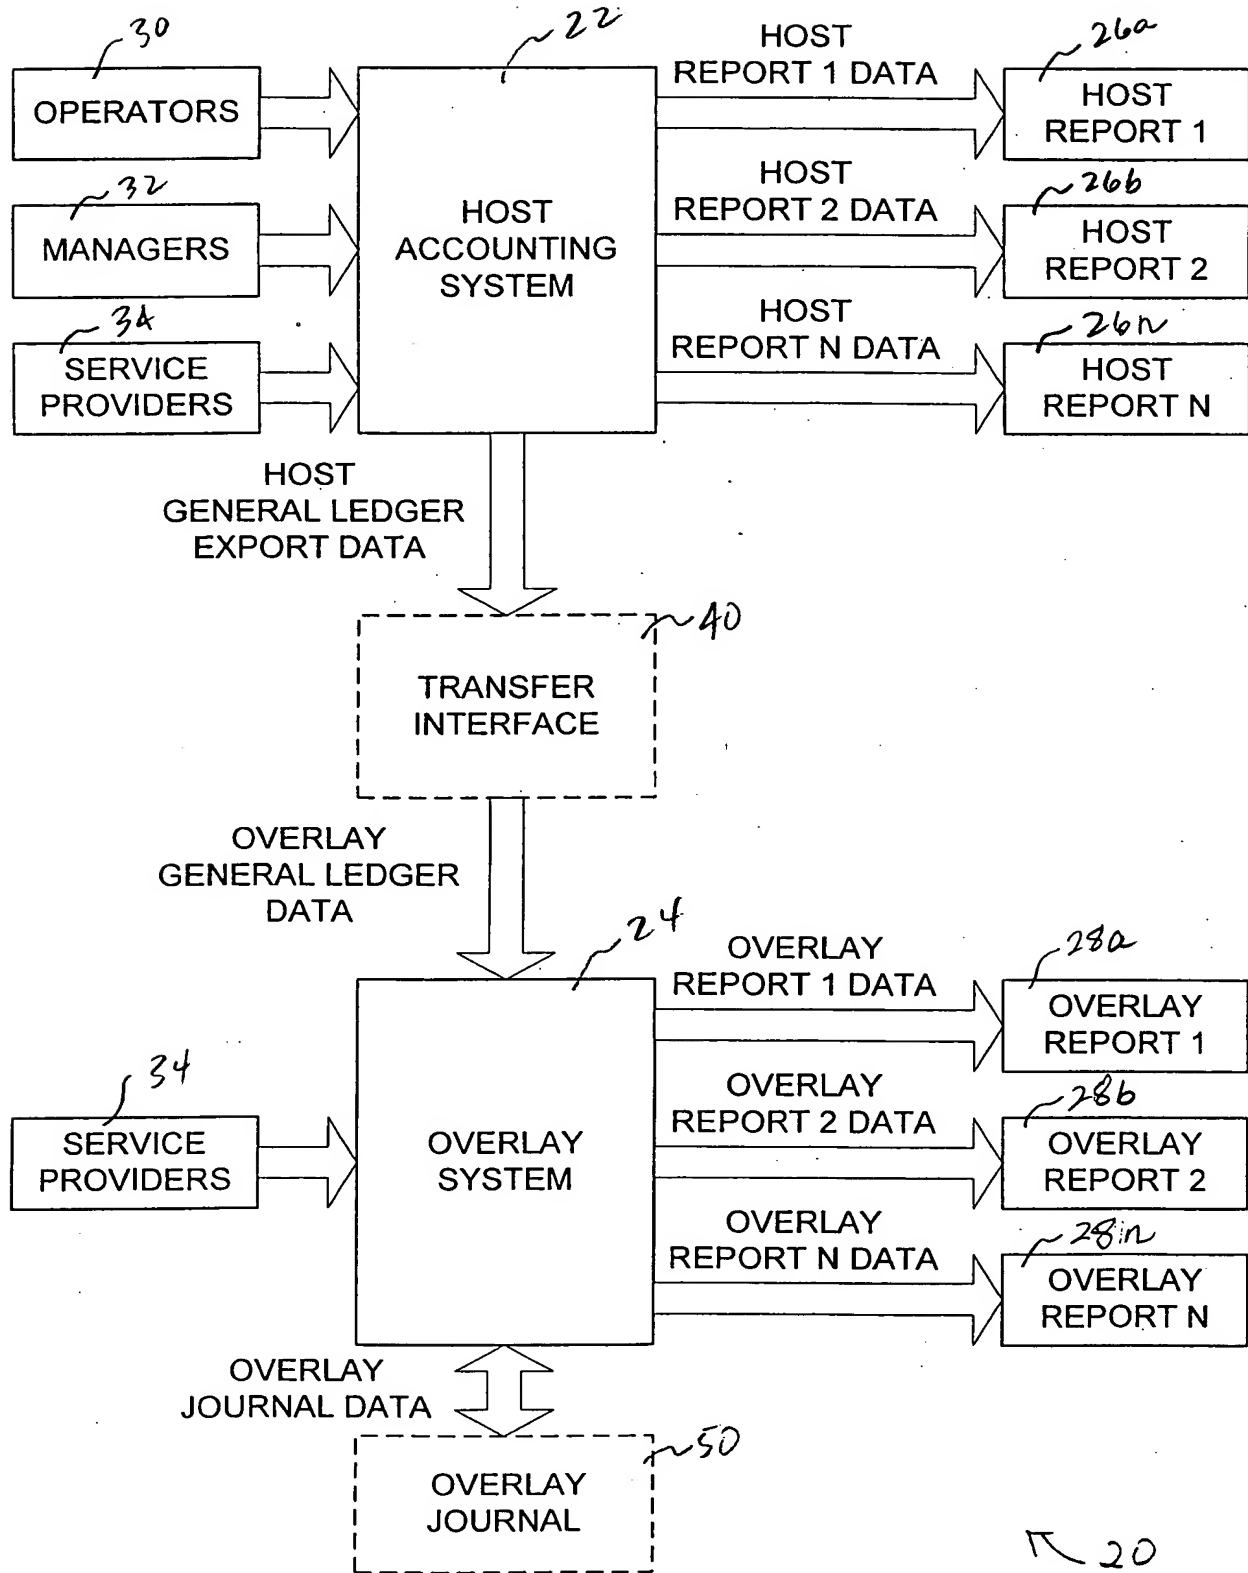 30
22
HOST
REPORT 1 DATA
26a
OPERATORS
HOST
REPORT 1
32
MANAGERS
HOST
ACCOUNTING
SYSTEM
HOST
REPORT 2 DATA
26b
HOST
REPORT 2
34
SERVICE
PROVIDERS
HOST
REPORT N DATA
26n
HOST
REPORT N
HOST
GENERAL LEDGER
EXPORT DATA
40
TRANSFER
INTERFACE
OVERLAY
GENERAL LEDGER
DATA
24
OVERLAY
REPORT 1 DATA
28a
OVERLAY
REPORT 1
34
SERVICE
PROVIDERS
OVERLAY
SYSTEM
OVERLAY
REPORT 2 DATA
28b
OVERLAY
REPORT 2
OVERLAY
REPORT N DATA
28n
OVERLAY
REPORT N
OVERLAY
JOURNAL DATA
50
OVERLAY
JOURNAL
20